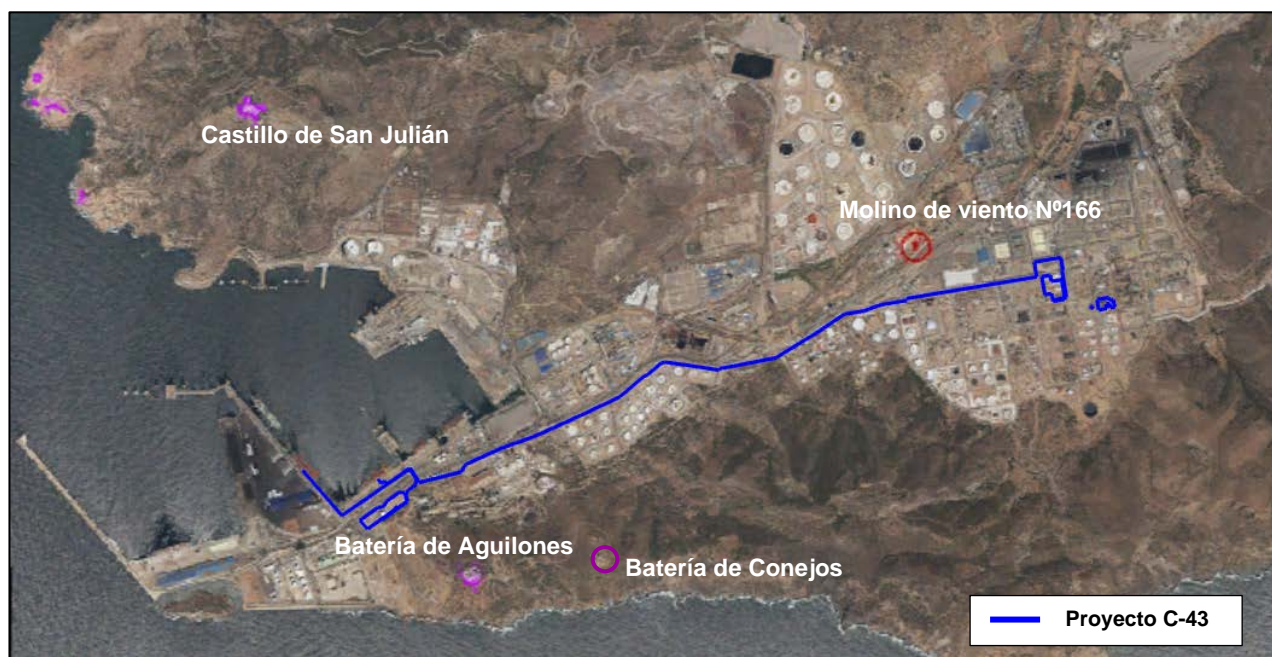 Castillo de San Julián
Molino de viento Nº166
Batería de Aguilones
Batería de Conejos
Proyecto C-43